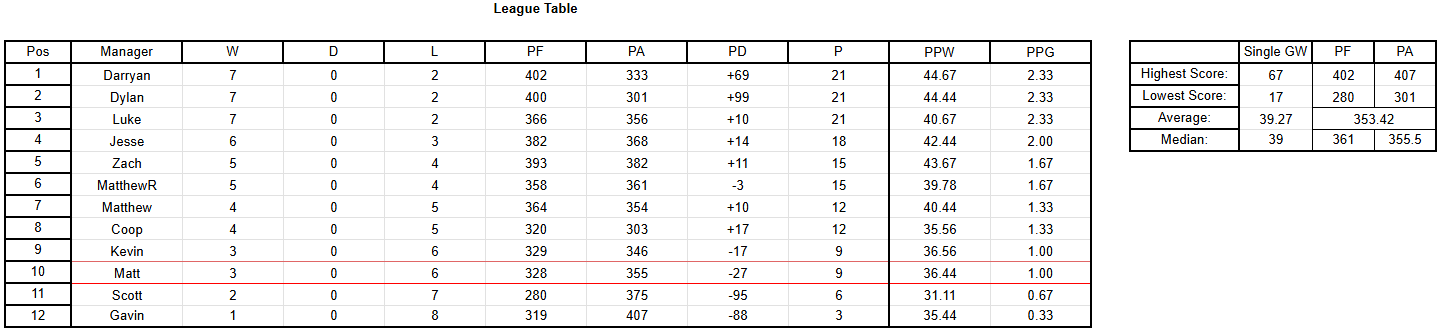 League Table
Pos Manager W D L PF PA PD P PPW PPG
1 Darryan 7 0 2 402 333 +69 21 44.67 2.33
2 Dylan 7 0 2 400 301 +99 21 44.44 2.33
3 Luke 7 0 2 366 356 +10 21 40.67 2.33
4 Jesse 6 0 3 382 368 +14 18 42.44 2.00
5 Zach 5 0 4 393 382 +11 15 43.67 1.67
6 MatthewR 5 0 4 358 361 -3 15 39.78 1.67
7 Matthew 4 0 5 364 354 +10 12 40.44 1.33
8 Coop 4 0 5 320 303 +17 12 35.56 1.33
9 Kevin 3 0 6 329 346 -17 9 36.56 1.00
10 Matt 3 0 6 328 355 -27 9 36.44 1.00
11 Scott 2 0 7 280 375 -95 6 31.11 0.67
12 Gavin 1 0 8 319 407 -88 3 35.44 0.33
Single GW PF PA
Highest Score: 67 402 407
Lowest Score: 17 280 301
Average: 39.27 353.42
Median: 39 361 355.5